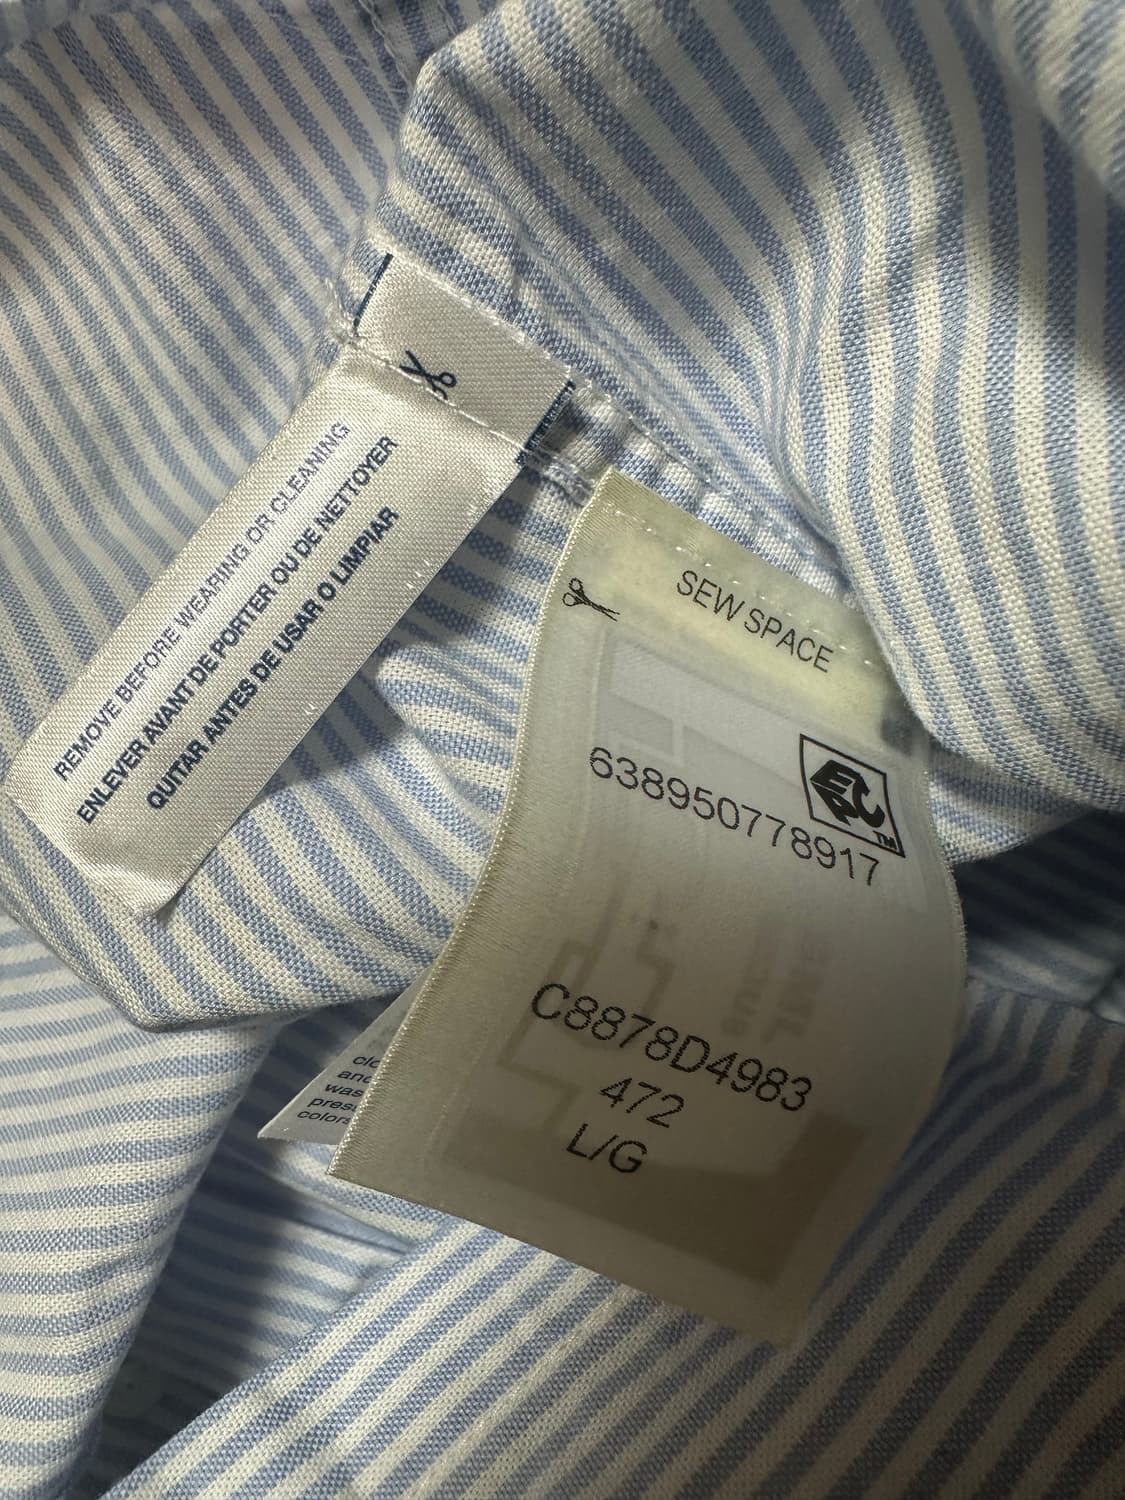 REMOVE BEFORE WEARING OR CLEANING
ENLEVER AVANT DE PORTER OU DE NETTOYER
QUITAR ANTES DE USAR O LIMPIAR
SEW SPACE
EPC™
638950778917
C8878D4983
472
L/G